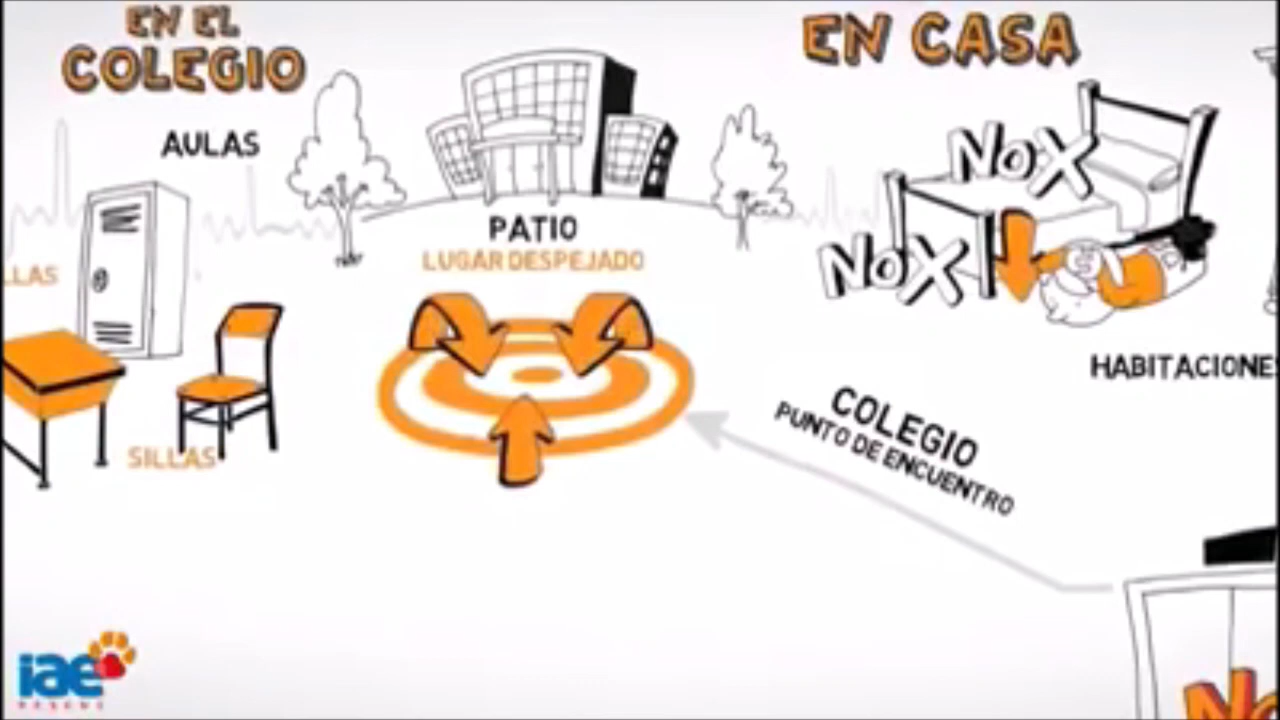 EN EL
COLEGIO
EN CASA
AULAS
NOX
NOX
PATIO
LUGAR DESPEJADO
LLAS
SILLAS
HABITACIONES
COLEGIO
PUNTO DE ENCUENTRO
iae
NO